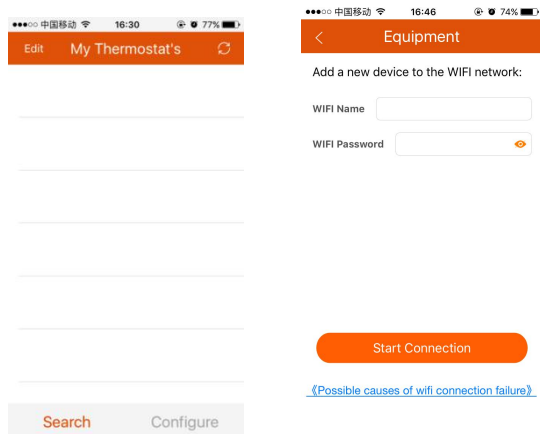 中国移动 16:30 77%
Edit My Thermostat's
Search Configure
中国移动 16:46 74%
Equipment
Add a new device to the WIFI network:
WIFI Name
WIFI Password
Start Connection
《Possible causes of wifi connection failure》